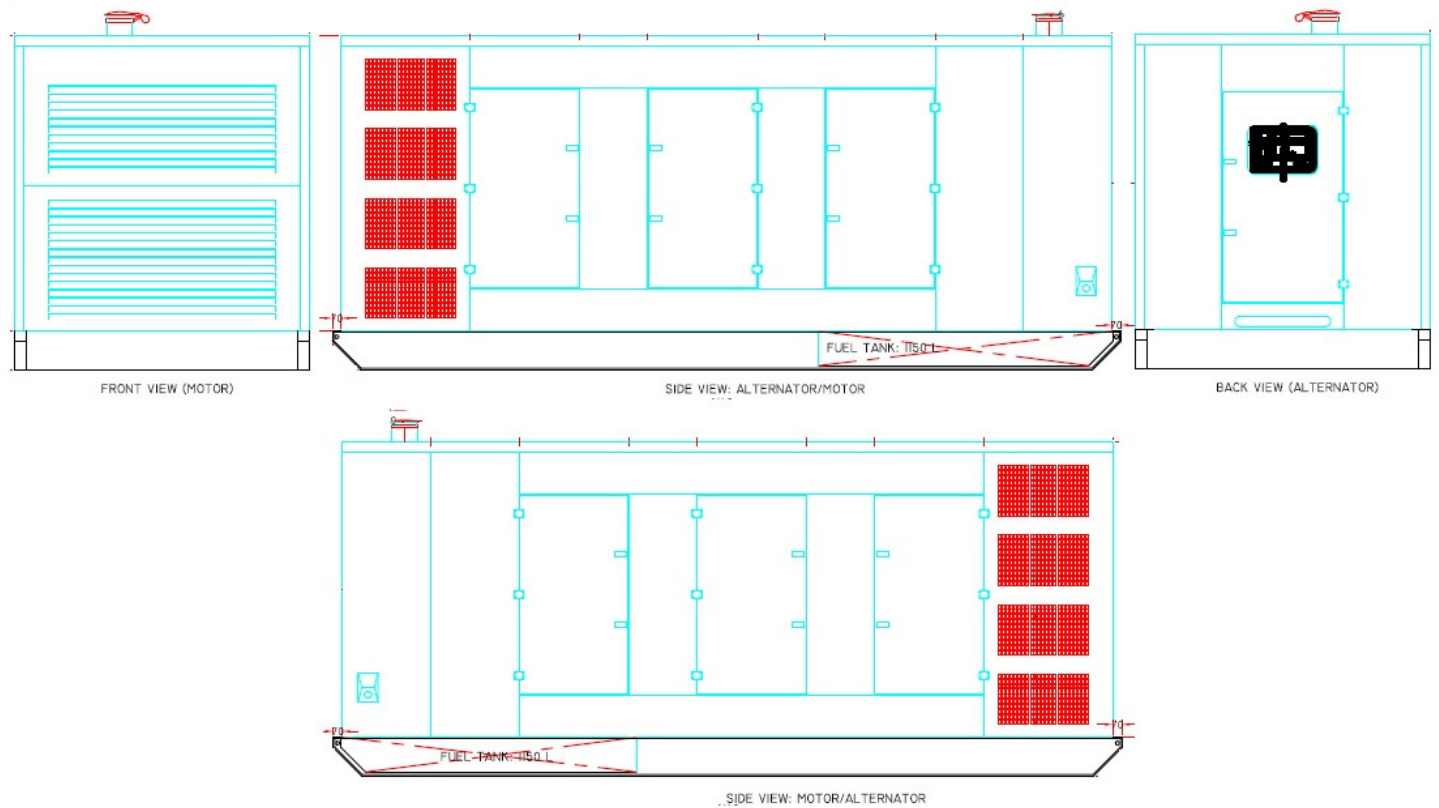 70
70
FUEL TANK: 1150 L
FRONT VIEW (MOTOR)
SIDE VIEW: ALTERNATOR/MOTOR
BACK VIEW (ALTERNATOR)
70
70
FUEL TANK: 1150 L
SIDE VIEW: MOTOR/ALTERNATOR